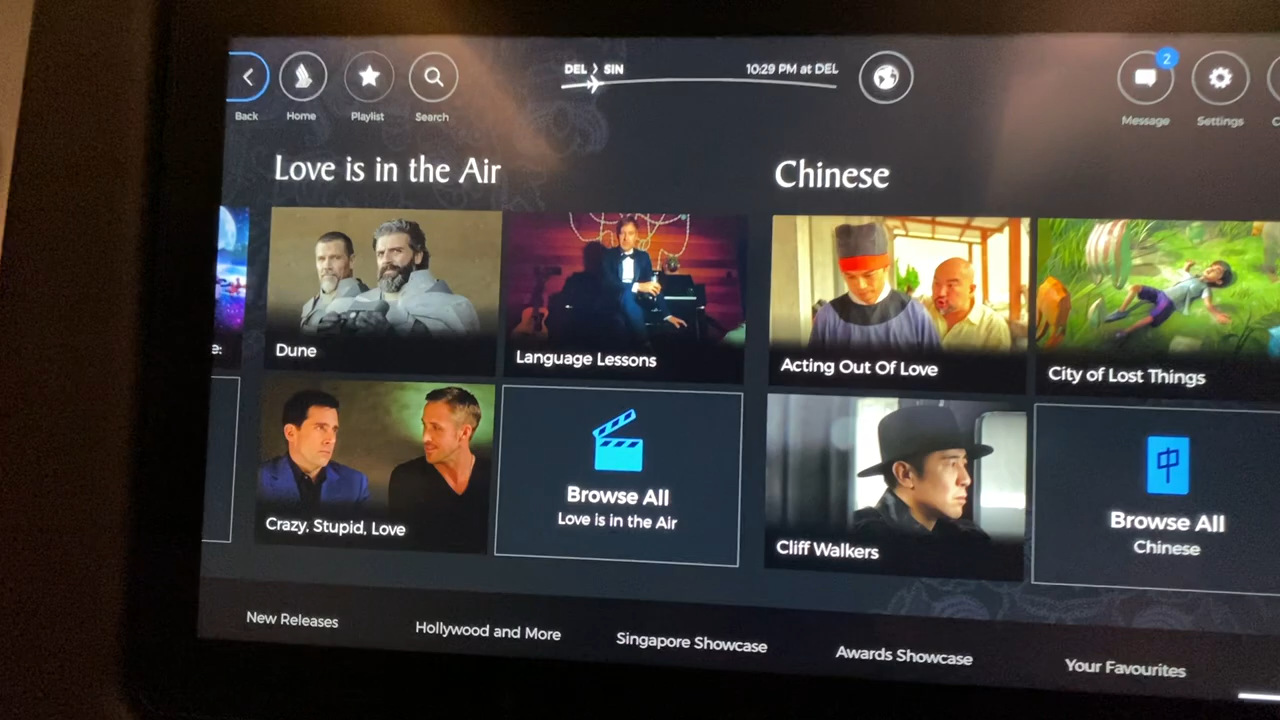 DEL > SIN
10:29 PM at DEL
2
Back
Home
Playlist
Search
Message
Settings
Love is in the Air
Chinese
e:
Dune
Language Lessons
Acting Out Of Love
City of Lost Things
Crazy, Stupid, Love
Browse All
Love is in the Air
Cliff Walkers
中
Browse All
Chinese
New Releases
Hollywood and More
Singapore Showcase
Awards Showcase
Your Favourites